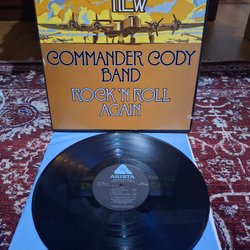 NEW
COMMANDER CODY
BAND
ROCK'N ROLL
AGAIN
ARISTA